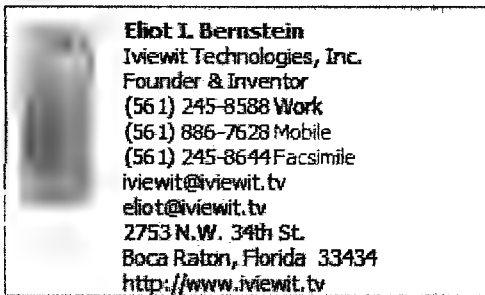 Eliot I. Bernstein
Iviewit Technologies, Inc.
Founder & Inventor
(561) 245-8588 Work
(561) 886-7628 Mobile
(561) 245-8644 Facsimile
iviewit@iviewit.tv
eliot@iviewit.tv
2753 N.W. 34th St.
Boca Raton, Florida 33434
http://www.iviewit.tv